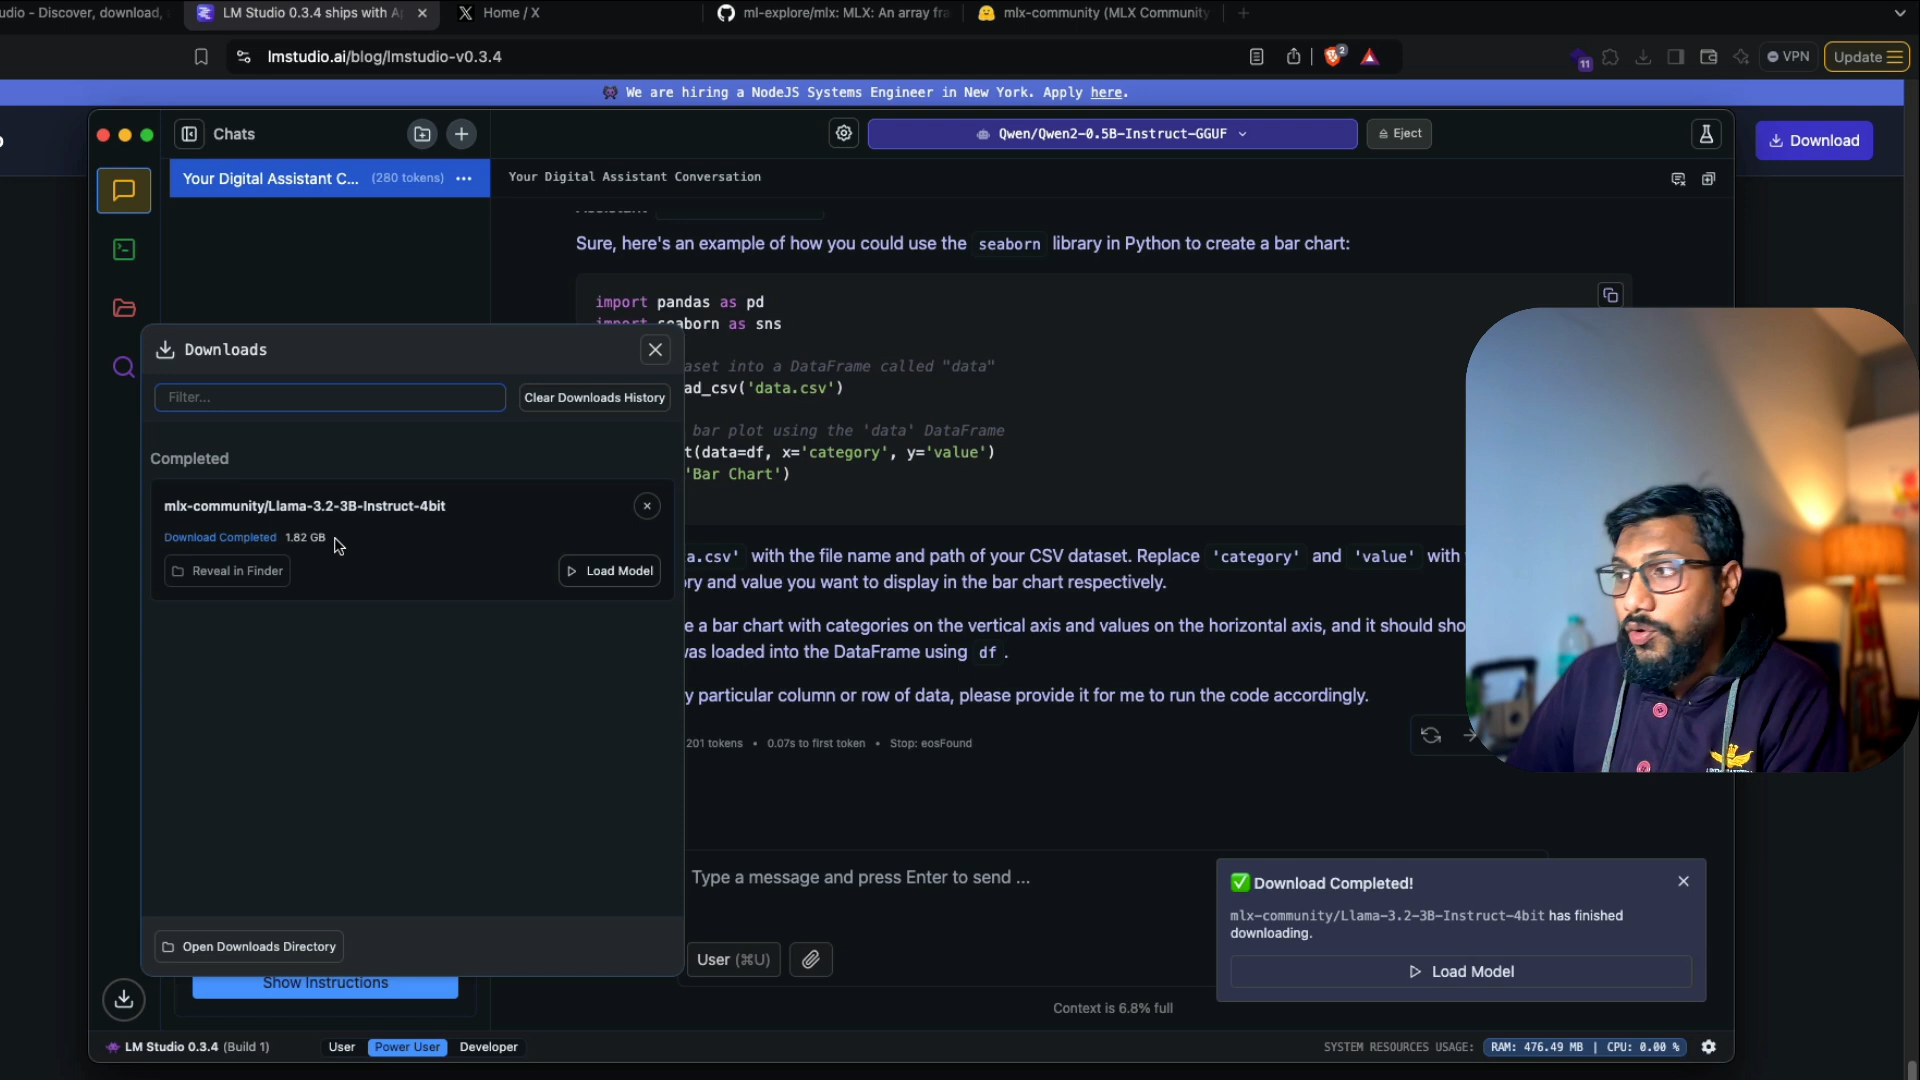 udio - Discover, download,
LM Studio 0.3.4 ships with A
Home / X
ml-explore/mlx: MLX: An array fra
mlx-community (MLX Community
lmstudio.ai/blog/lmstudio-v0.3.4
2
11
VPN
Update
We are hiring a NodeJS Systems Engineer in New York. Apply here.
Chats
Qwen/Qwen2-0.5B-Instruct-GGUF
Eject
Download
Your Digital Assistant C... (280 tokens) ...
Your Digital Assistant Conversation
Sure, here's an example of how you could use the seaborn library in Python to create a bar chart:
import pandas as pd
import seaborn as sns
Downloads
aset into a DataFrame called "data"
ad_csv('data.csv')
Filter...
Clear Downloads History
bar plot using the 'data' DataFrame
t(data=df, x='category', y='value')
'Bar Chart')
Completed
mlx-community/Llama-3.2-3B-Instruct-4bit
Download Completed 1.82 GB
Reveal in Finder
Load Model
a.csv' with the file name and path of your CSV dataset. Replace 'category' and 'value' with
ry and value you want to display in the bar chart respectively.
e a bar chart with categories on the vertical axis and values on the horizontal axis, and it should sho
was loaded into the DataFrame using df .
y particular column or row of data, please provide it for me to run the code accordingly.
201 tokens • 0.07s to first token • Stop: eosFound
Type a message and press Enter to send ...
Download Completed!
mlx-community/Llama-3.2-3B-Instruct-4bit has finished
downloading.
Load Model
Open Downloads Directory
User (⌘U)
Show Instructions
Context is 6.8% full
LM Studio 0.3.4 (Build 1)
User
Power User
Developer
SYSTEM RESOURCES USAGE:
RAM: 476.49 MB | CPU: 0.00 %